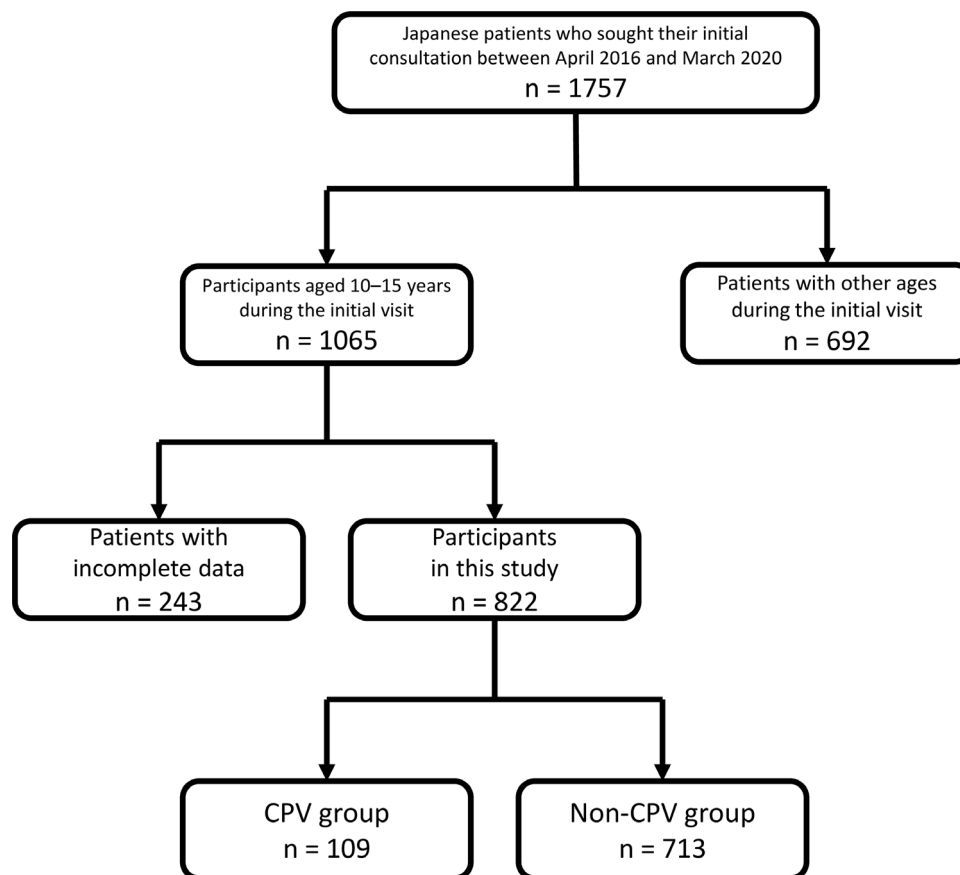 Japanese patients who sought their initial
consultation between April 2016 and March 2020
n = 1757
Participants aged 10–15 years
during the initial visit
n = 1065
Patients with other ages
during the initial visit
n = 692
Patients with
incomplete data
n = 243
Participants
in this study
n = 822
CPV group
n = 109
Non-CPV group
n = 713